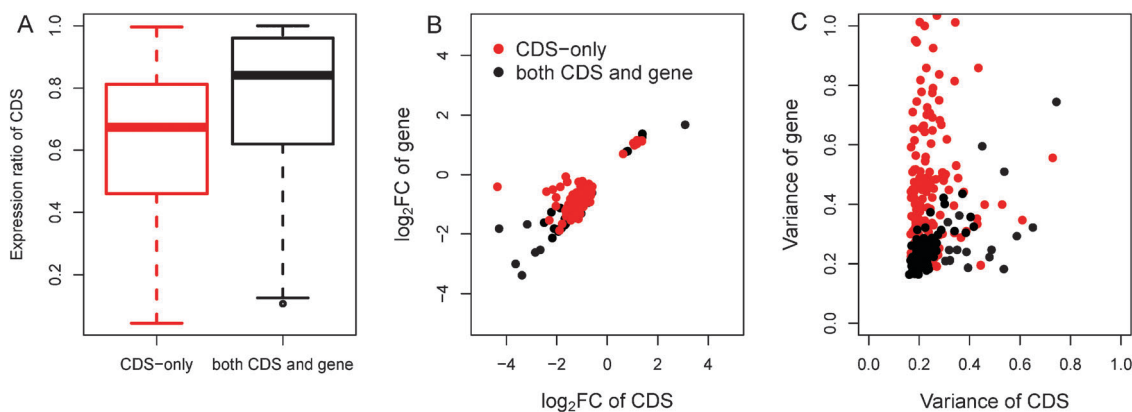 A
Expression ratio of CDS
1.0
0.8
0.6
0.4
0.2
CDS−only
both CDS and gene
B
CDS−only
both CDS and gene
log₂FC of gene
4
2
0
−2
−4
−4
−2
0
2
4
log₂FC of CDS
C
Variance of gene
1.0
0.8
0.6
0.4
0.2
0.0
0.0
0.2
0.4
0.6
0.8
1.0
Variance of CDS